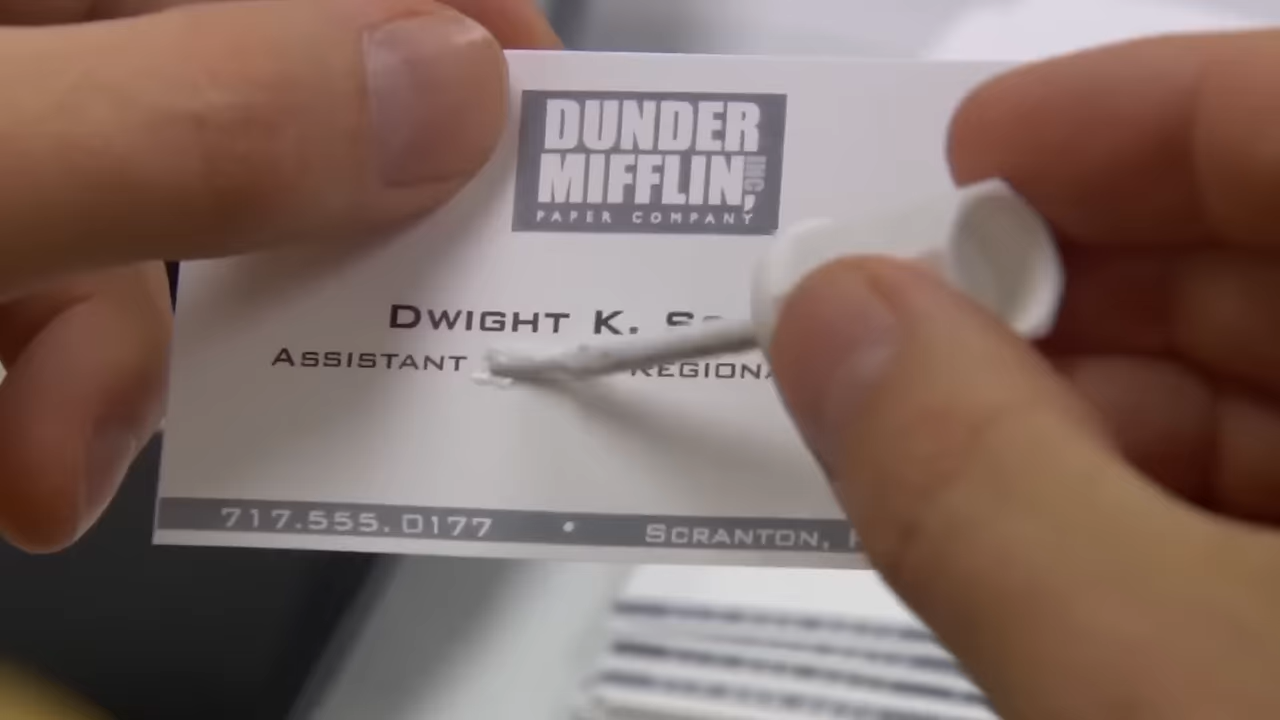 DUNDER
MIFFLIN, INC
PAPER COMPANY
DWIGHT K.
ASSISTANT REGIONA
717.555.0177 • SCRANTON,